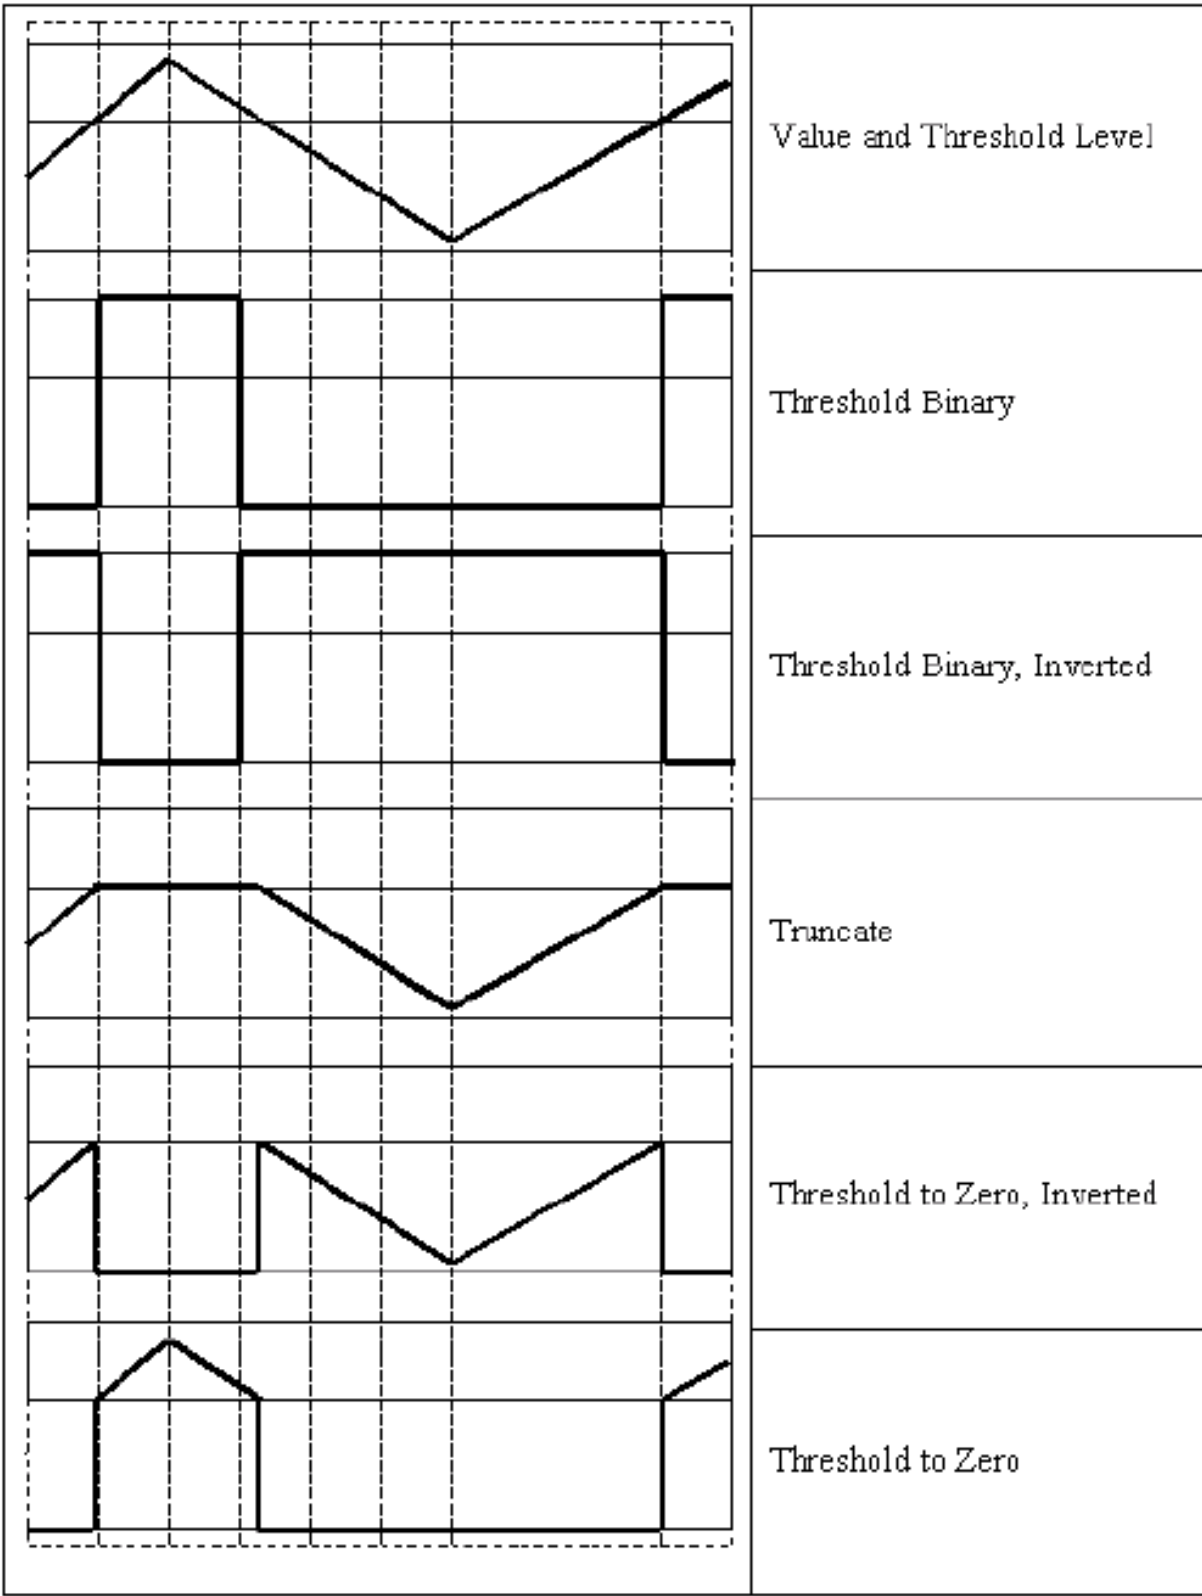 Value and Threshold Level
Threshold Binary
Threshold Binary, Inverted
Truncate
Threshold to Zero, Inverted
Threshold to Zero